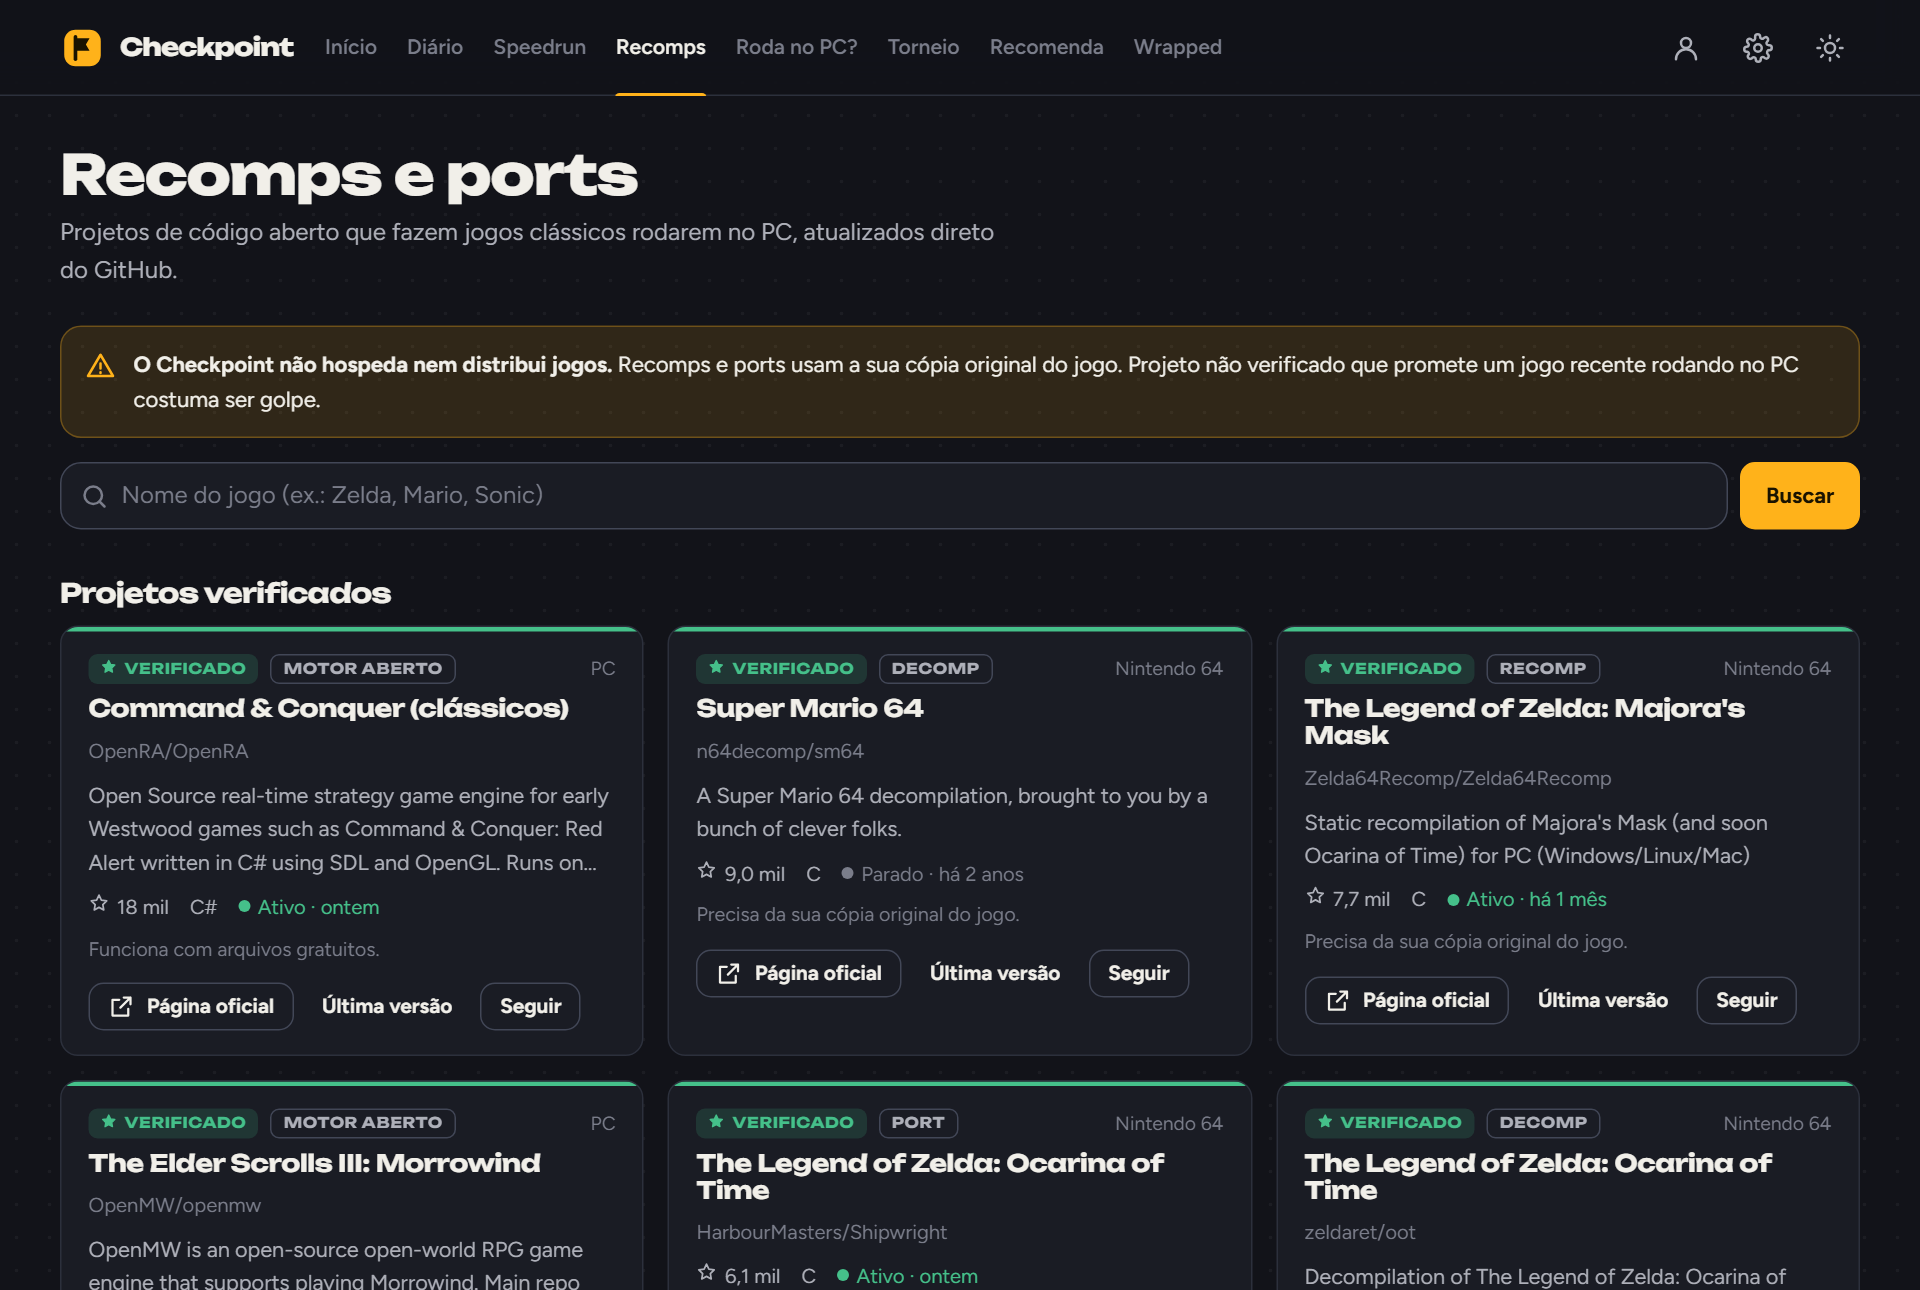 Checkpoint Início Diário Speedrun Recomps Roda no PC? Torneio Recomenda Wrapped
Recomps e ports
Projetos de código aberto que fazem jogos clássicos rodarem no PC, atualizados direto
do GitHub.
O Checkpoint não hospeda nem distribui jogos. Recomps e ports usam a sua cópia original do jogo. Projeto não verificado que promete um jogo recente rodando no PC
costuma ser golpe.
Nome do jogo (ex.: Zelda, Mario, Sonic)
Buscar
Projetos verificados
VERIFICADO MOTOR ABERTO PC
Command & Conquer (clássicos)
OpenRA/OpenRA
Open Source real-time strategy game engine for early
Westwood games such as Command & Conquer: Red
Alert written in C# using SDL and OpenGL. Runs on...
18 mil C# Ativo · ontem
Funciona com arquivos gratuitos.
Página oficial Última versão Seguir
VERIFICADO DECOMP Nintendo 64
Super Mario 64
n64decomp/sm64
A Super Mario 64 decompilation, brought to you by a
bunch of clever folks.
9,0 mil C Parado · há 2 anos
Precisa da sua cópia original do jogo.
Página oficial Última versão Seguir
VERIFICADO RECOMP Nintendo 64
The Legend of Zelda: Majora's
Mask
Zelda64Recomp/Zelda64Recomp
Static recompilation of Majora's Mask (and soon
Ocarina of Time) for PC (Windows/Linux/Mac)
7,7 mil C Ativo · há 1 mês
Precisa da sua cópia original do jogo.
Página oficial Última versão Seguir
VERIFICADO MOTOR ABERTO PC
The Elder Scrolls III: Morrowind
OpenMW/openmw
OpenMW is an open-source open-world RPG game
engine that supports playing Morrowind. Main repo
VERIFICADO PORT Nintendo 64
The Legend of Zelda: Ocarina of
Time
HarbourMasters/Shipwright
6,1 mil C Ativo · ontem
VERIFICADO DECOMP Nintendo 64
The Legend of Zelda: Ocarina of
Time
zeldaret/oot
Decompilation of The Legend of Zelda: Ocarina of